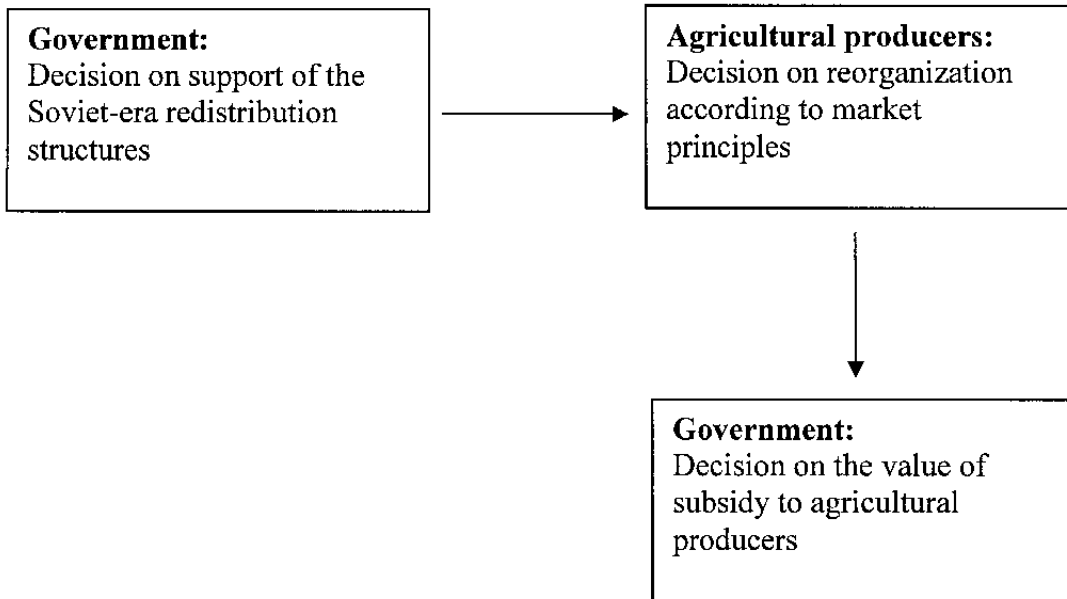 Government:
Decision on support of the
Soviet-era redistribution
structures
Agricultural producers:
Decision on reorganization
according to market
principles
Government:
Decision on the value of
subsidy to agricultural
producers